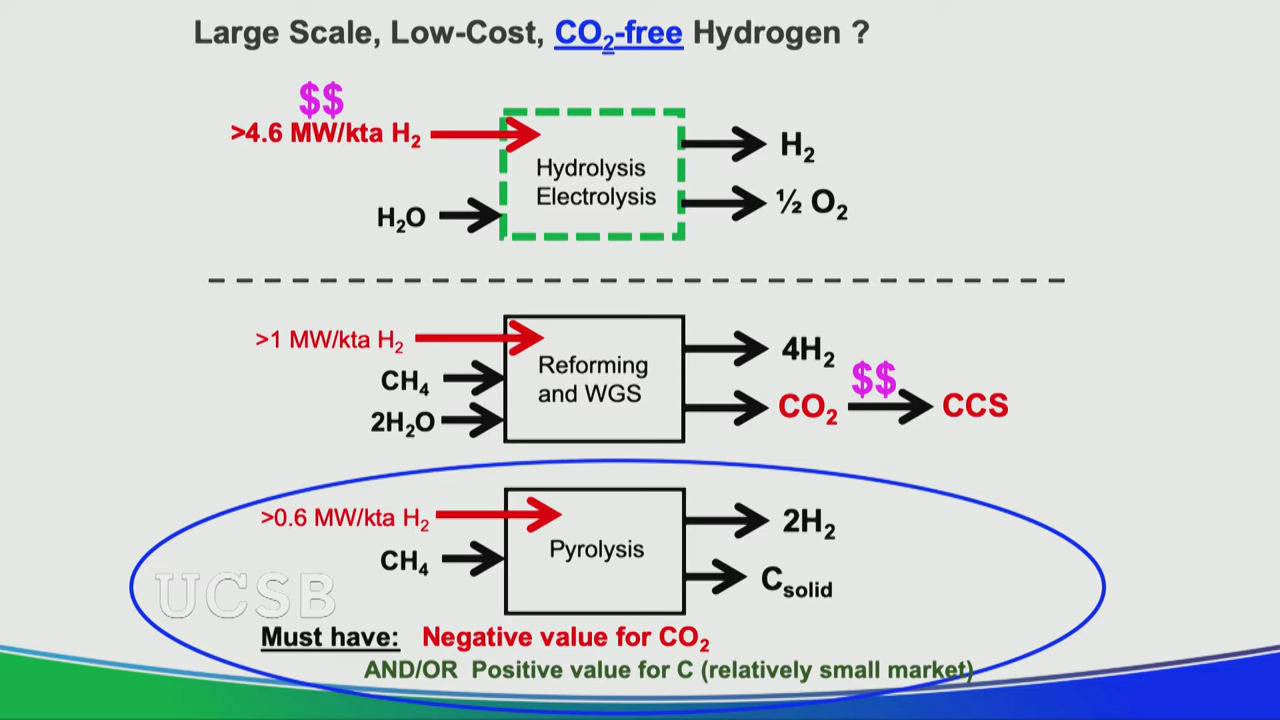 Large Scale, Low-Cost, CO₂-free Hydrogen ?
$$
>4.6 MW/kta H₂
H₂O
Hydrolysis
Electrolysis
H₂
½ O₂
>1 MW/kta H₂
CH₄
2H₂O
Reforming
and WGS
4H₂
CO₂
$$
CCS
>0.6 MW/kta H₂
CH₄
Pyrolysis
2H₂
C solid
UCSB
Must have: Negative value for CO₂
AND/OR Positive value for C (relatively small market)